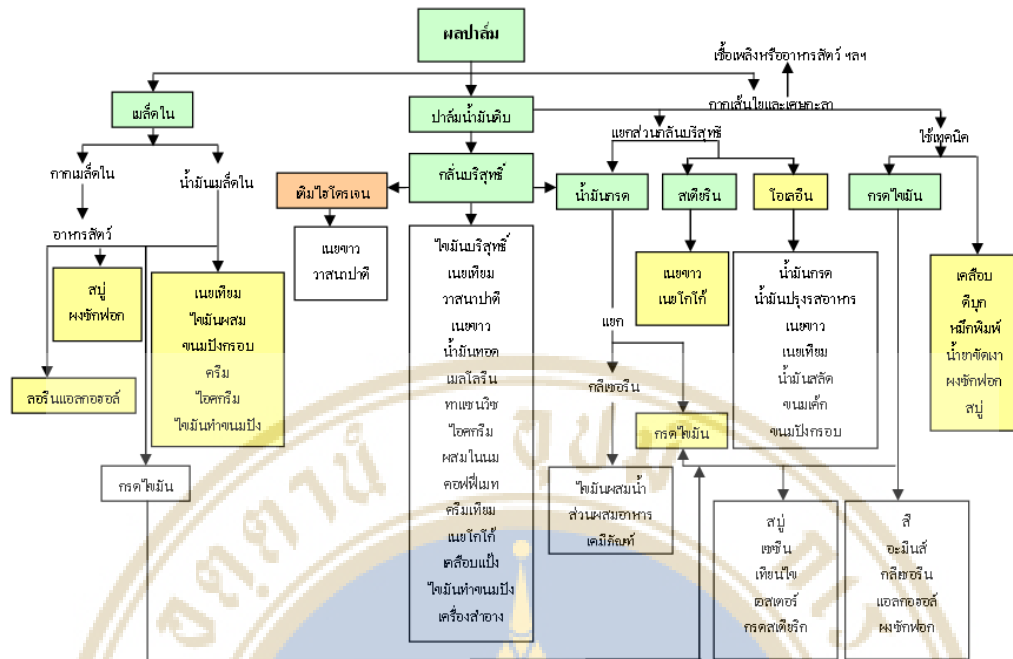 ผลปาล์ม
เชื้อเพลิงหรืออาหารสัตว์ ฯลฯ
เมล็ดใน
ปาล์มน้ำมันดิบ
กากเส้นใยและเศษกะลา
แยกส่วนกลั่นบริสุทธิ์
ใช้เทคนิค
กากเมล็ดใน
น้ำมันเมล็ดใน
กลั่นบริสุทธิ์
เติมไฮโดรเจน
น้ำมันกรด
สเตียริน
โอเลอีน
กรดไขมัน
อาหารสัตว์
เนยขาว
วาสนาปาตี
สบู่
ผงซักฟอก
เนยเทียม
ไขมันผสม
ขนมปังกรอบ
ครีม
ไอศกรีม
ไขมันทำขนมปัง
ลอรีนแอลกอฮอล์
กรดไขมัน
ไขมันบริสุทธิ์
เนยเทียม
วาสนาปาตี
เนยขาว
น้ำมันทอด
เมลโลรีน
ทาแซนวิช
ไอศกรีม
ผสมในนม
คอฟฟี่เมท
ครีมเทียม
เนยโกโก้
เคลือบแป้ง
ไขมันทำขนมปัง
เครื่องสำอาง
แยก
กลีเซอรีน
ไขมันผสมน้ำ
ส่วนผสมอาหาร
เคมีภัณฑ์
เนยขาว
เนยโกโก้
กรดไขมัน
น้ำมันกรด
น้ำมันปรุงรสอาหาร
เนยขาว
เนยเทียม
น้ำมันสลัด
ขนมเค้ก
ขนมปังกรอบ
เคลือบ
ดีบุก
หมึกพิมพ์
น้ำยาขัดเงา
ผงซักฟอก
สบู่
สบู่
เรซิน
เทียนไข
เอสเตอร์
กรดสเตียริก
สี
อะมีนส์
กลีเซอรีน
แอลกอฮอล์
ผงซักฟอก